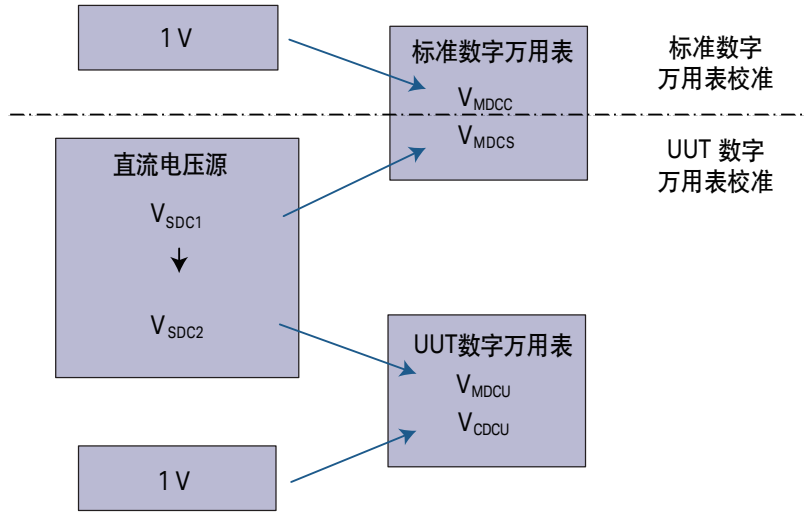 1 V
标准数字万用表
V_MDCC
V_MDCS
标准数字
万用表校准
UUT 数字
万用表校准
直流电压源
V_SDC1
V_SDC2
UUT数字万用表
V_MDCU
V_CDCU
1 V